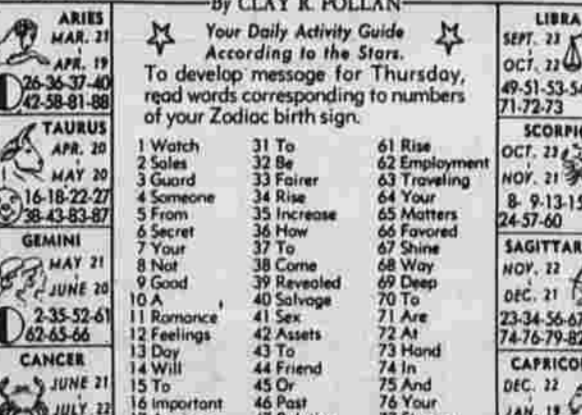 By CLAY R. POLLAN
ARIES
MAR. 21
APR. 19
26-36-37-40
42-58-81-88
TAURUS
APR. 20
MAY 20
16-18-22-27
38-43-83-87
GEMINI
MAY 21
JUNE 20
2-35-52-61
62-65-66
CANCER
JUNE 21
JULY 22
Your Daily Activity Guide
According to the Stars.
To develop message for Thursday,
read words corresponding to numbers
of your Zodiac birth sign.
1 Watch
2 Sales
3 Guard
4 Someone
5 From
6 Secret
7 Your
8 Not
9 Good
10 A
11 Romance
12 Feelings
13 Day
14 Will
15 To
16 Important
31 To
32 Be
33 Fairer
34 Rise
35 Increase
36 How
37 To
38 Come
39 Revealed
40 Salvage
41 Sex
42 Assets
43 To
44 Friend
45 Or
46 Past
61 Rise
62 Employment
63 Traveling
64 Your
65 Matters
66 Favored
67 Shine
68 Way
69 Deep
70 To
71 Are
72 At
73 Hand
74 In
75 And
76 Your
LIBRA
SEPT. 23
OCT. 22
49-51-53-54
71-72-73
SCORPIO
OCT. 23
NOV. 21
8- 9-13-15
24-57-60
SAGITTAR
NOV. 22
DEC. 21
23-34-56-67
74-76-79-82
CAPRICO
DEC. 22
JAN. 19